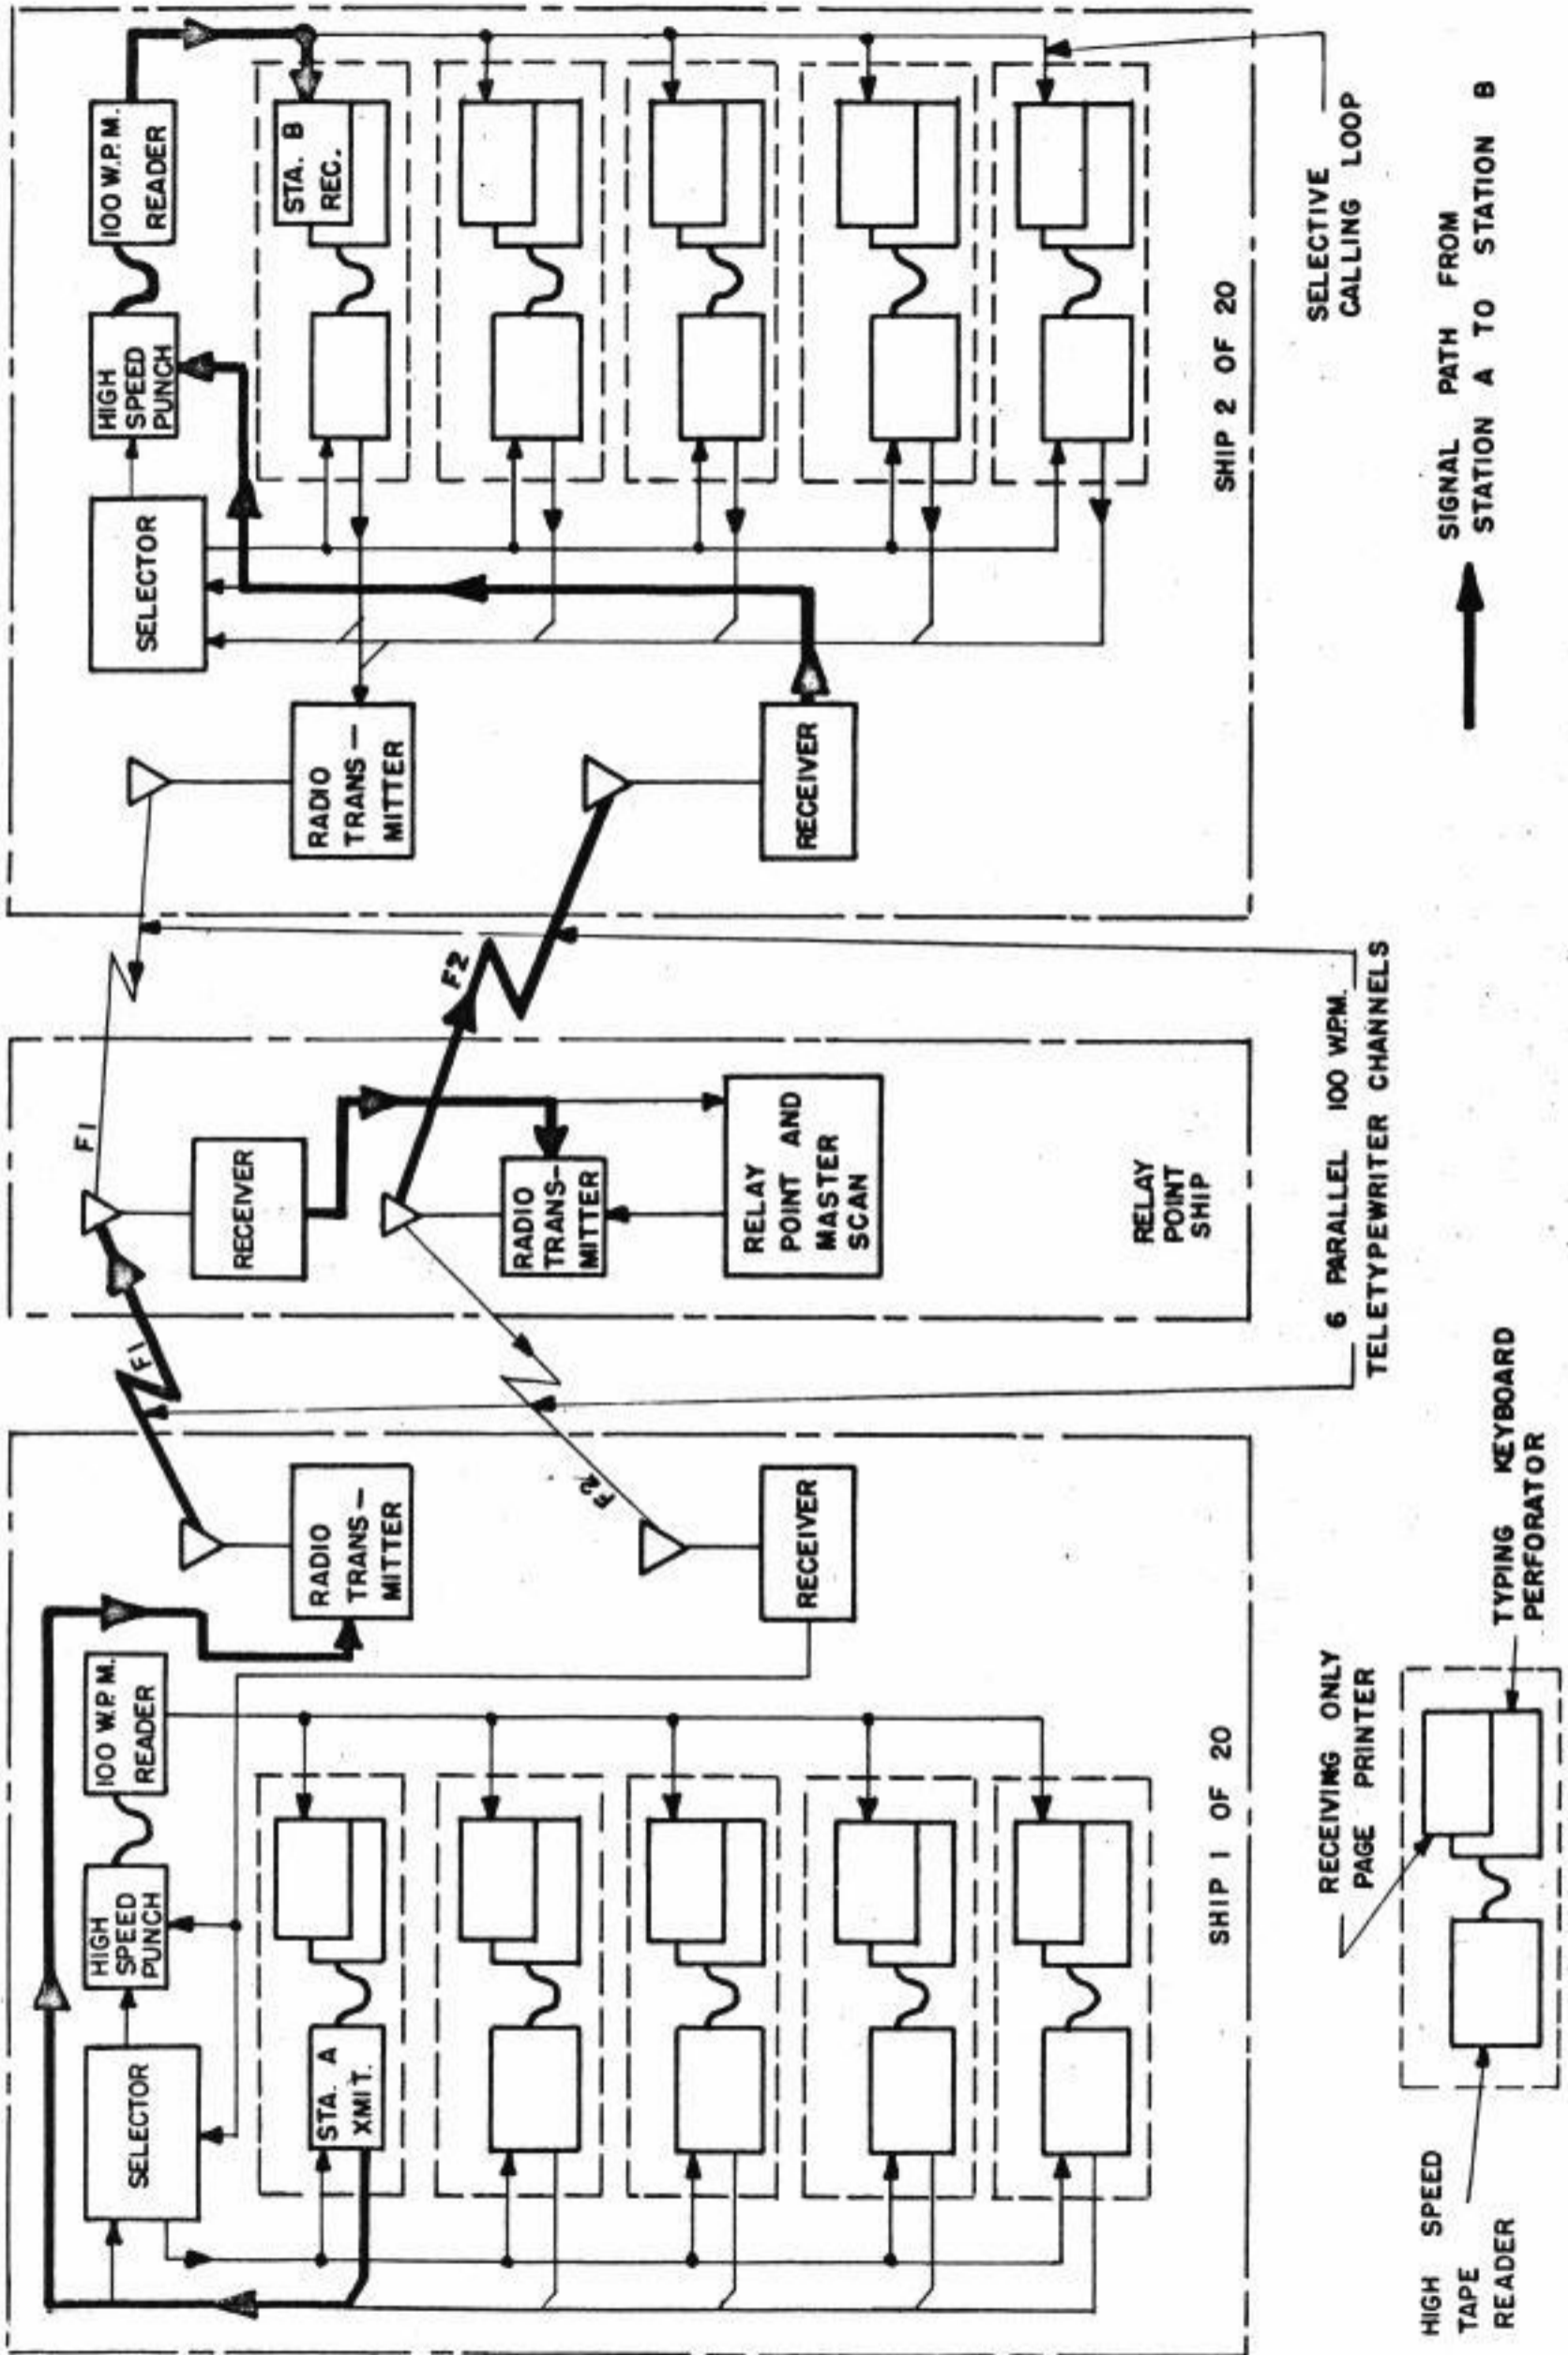 SELECTOR
HIGH
SPEED
PUNCH
100 W.P.M.
READER
STA. A
XMIT.
RADIO
TRANS—
MITTER
RECEIVER
SHIP 1 OF 20
F1
F2
F1
RECEIVER
RADIO
TRANS-
MITTER
RELAY
POINT AND
MASTER
SCAN
RELAY
POINT
SHIP
F2
RADIO
TRANS—
MITTER
RECEIVER
SELECTOR
HIGH
SPEED
PUNCH
100 W.P.M.
READER
STA. B
REC.
SHIP 2 OF 20
6 PARALLEL 100 W.P.M.
TELETYPEWRITER CHANNELS
SELECTIVE
CALLING LOOP
HIGH SPEED
TAPE
READER
RECEIVING ONLY
PAGE PRINTER
TYPING KEYBOARD
PERFORATOR
SIGNAL PATH FROM
STATION A TO STATION B